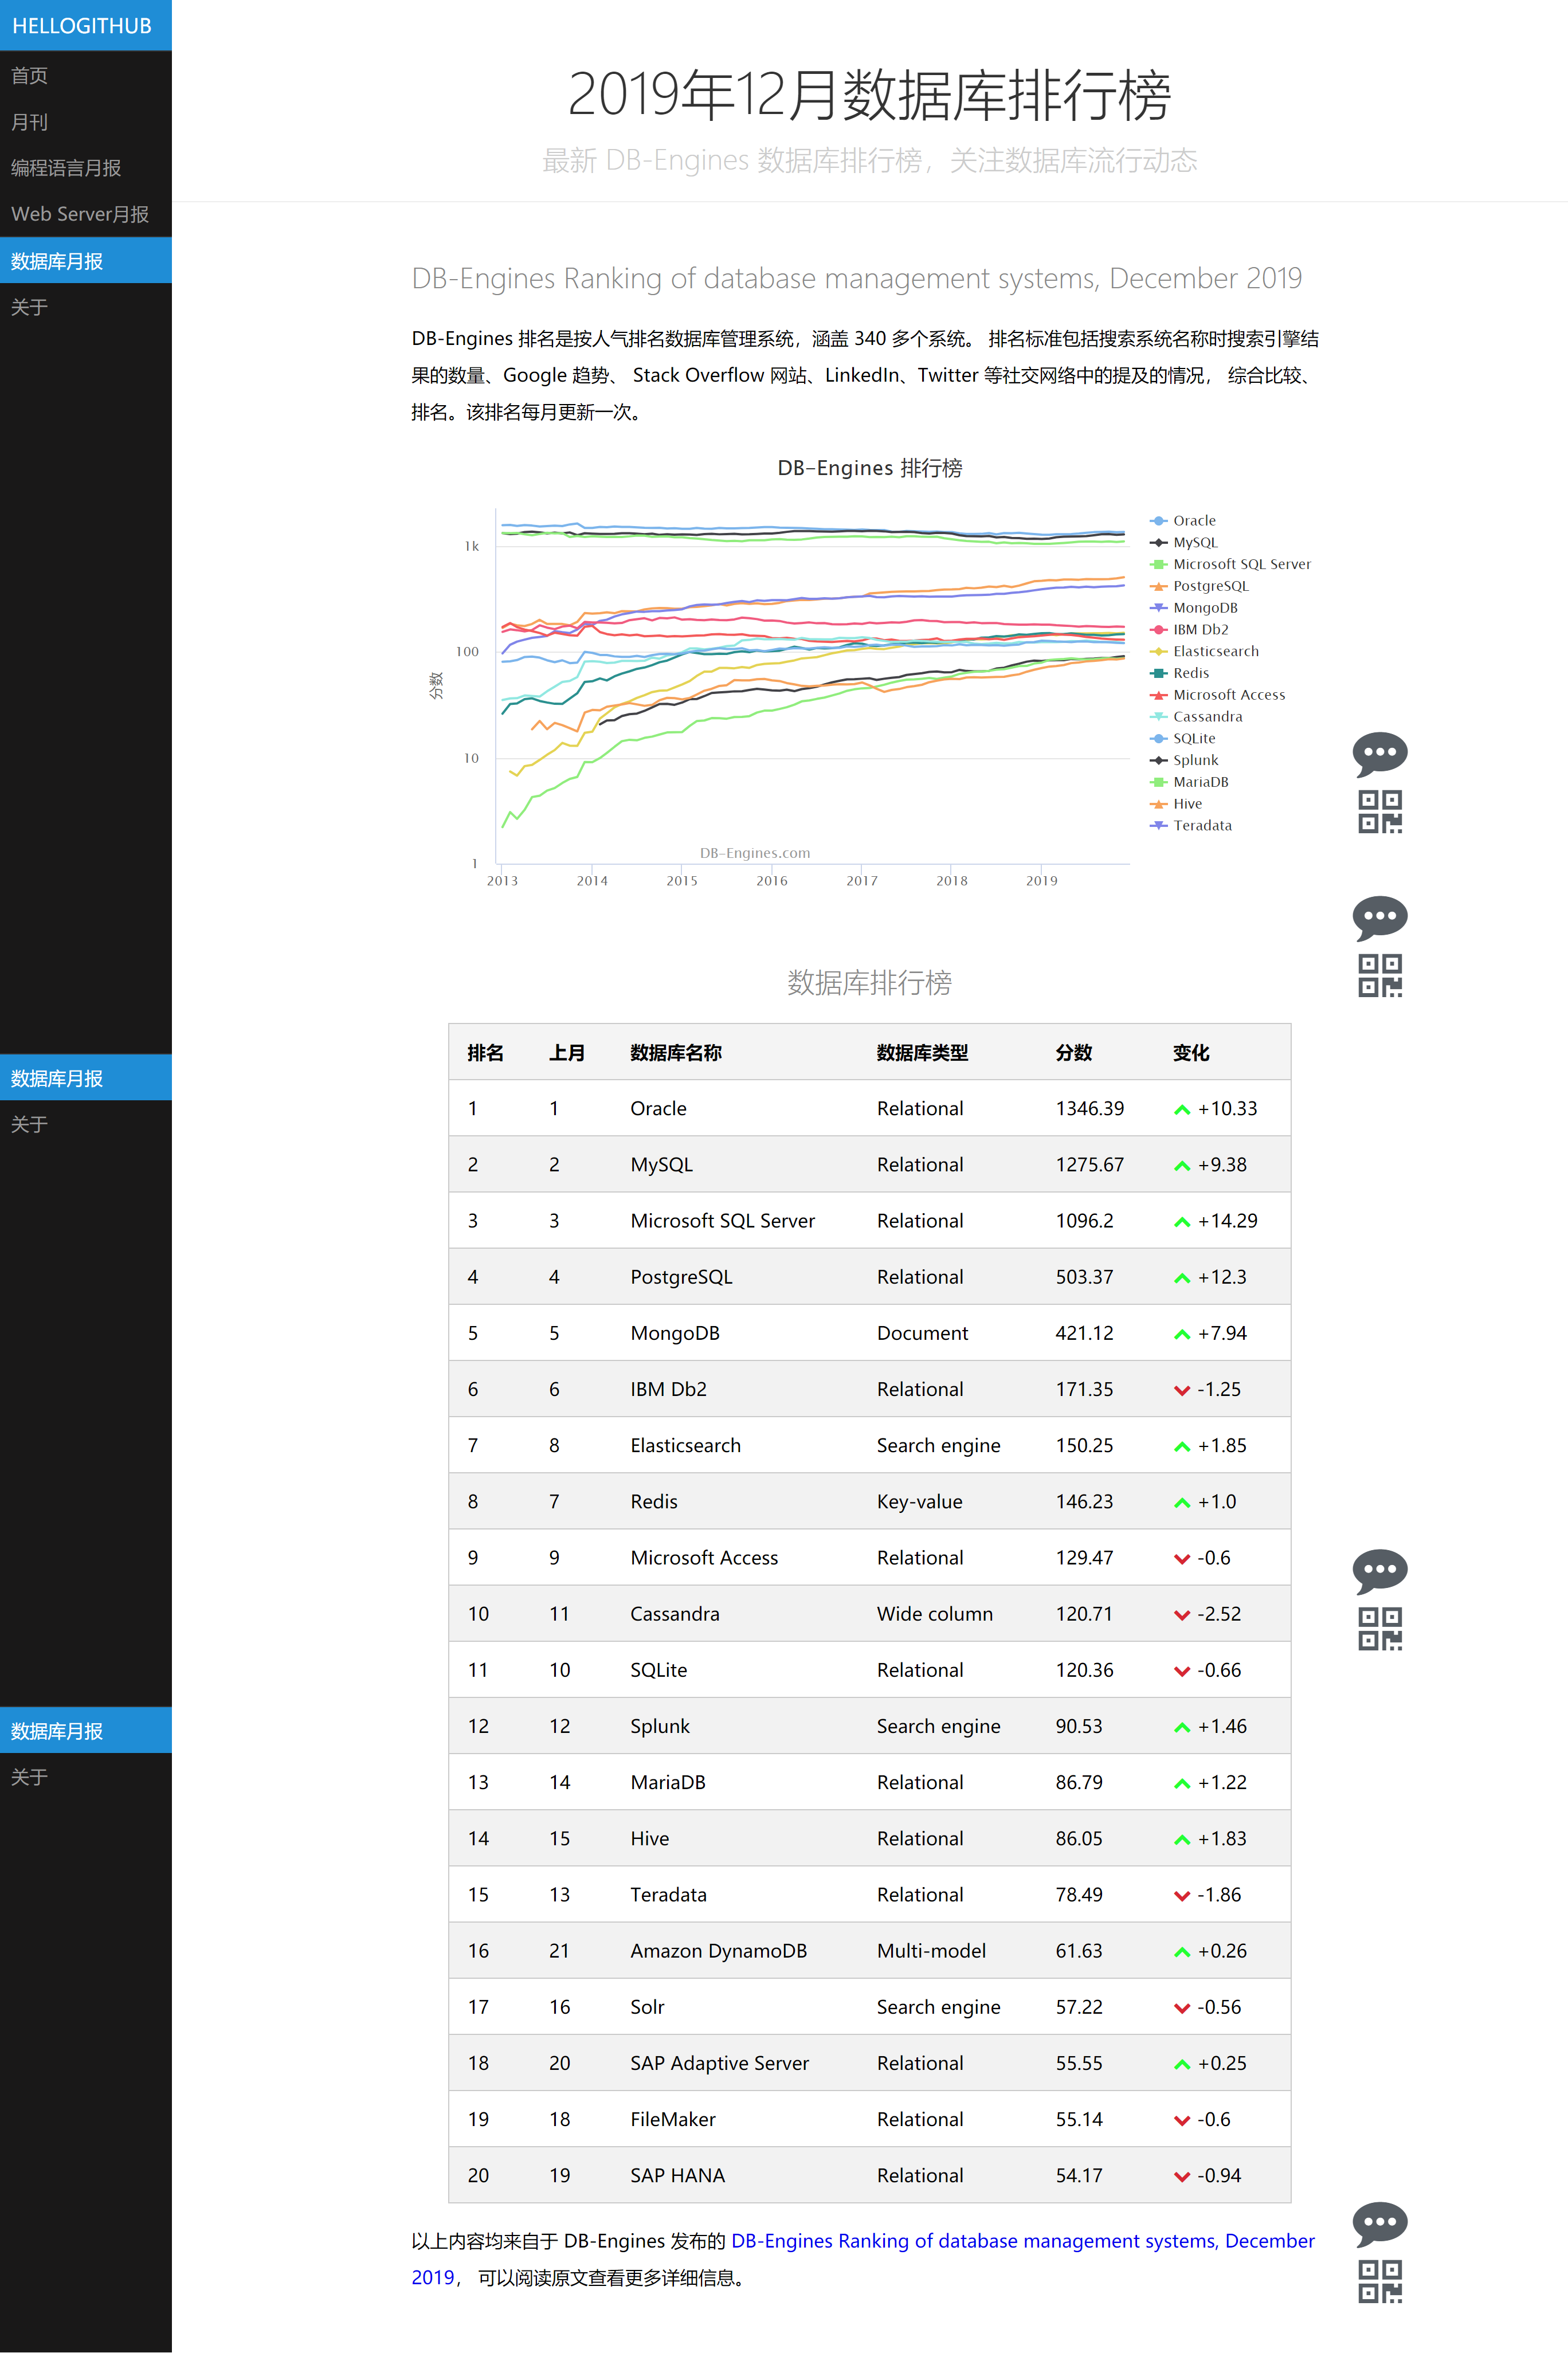 HELLOGITHUB
首页
月刊
编程语言月报
Web Server月报
数据库月报
关于
2019年12月数据库排行榜
最新 DB-Engines 数据库排行榜，关注数据库流行动态
DB-Engines Ranking of database management systems, December 2019
DB-Engines 排名是按人气排名数据库管理系统，涵盖 340 多个系统。 排名标准包括搜索系统名称时搜索引擎结
果的数量、Google 趋势、 Stack Overflow 网站、LinkedIn、Twitter 等社交网络中的提及的情况， 综合比较、
排名。该排名每月更新一次。
DB-Engines 排行榜
分数
1k
100
10
1
2013 2014 2015 2016 2017 2018 2019
DB-Engines.com
Oracle
MySQL
Microsoft SQL Server
PostgreSQL
MongoDB
IBM Db2
Elasticsearch
Redis
Microsoft Access
Cassandra
SQLite
Splunk
MariaDB
Hive
Teradata
数据库排行榜
排名 上月 数据库名称 数据库类型 分数 变化
1 1 Oracle Relational 1346.39 +10.33
2 2 MySQL Relational 1275.67 +9.38
3 3 Microsoft SQL Server Relational 1096.2 +14.29
4 4 PostgreSQL Relational 503.37 +12.3
5 5 MongoDB Document 421.12 +7.94
6 6 IBM Db2 Relational 171.35 -1.25
7 8 Elasticsearch Search engine 150.25 +1.85
8 7 Redis Key-value 146.23 +1.0
9 9 Microsoft Access Relational 129.47 -0.6
10 11 Cassandra Wide column 120.71 -2.52
11 10 SQLite Relational 120.36 -0.66
12 12 Splunk Search engine 90.53 +1.46
13 14 MariaDB Relational 86.79 +1.22
14 15 Hive Relational 86.05 +1.83
15 13 Teradata Relational 78.49 -1.86
16 21 Amazon DynamoDB Multi-model 61.63 +0.26
17 16 Solr Search engine 57.22 -0.56
18 20 SAP Adaptive Server Relational 55.55 +0.25
19 18 FileMaker Relational 55.14 -0.6
20 19 SAP HANA Relational 54.17 -0.94
数据库月报
关于
数据库月报
关于
以上内容均来自于 DB-Engines 发布的 DB-Engines Ranking of database management systems, December
2019， 可以阅读原文查看更多详细信息。